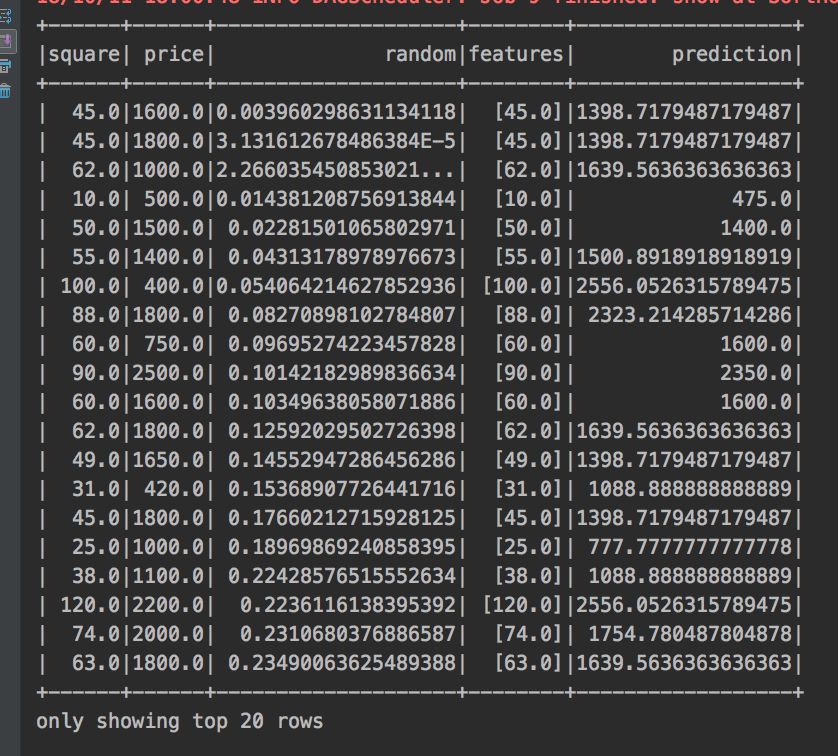 +------+------+--------------------+--------+------------------+
|square| price|              random|features|        prediction|
+------+------+--------------------+--------+------------------+
|  45.0|1600.0|0.003960298631134118|  [45.0]|1398.7179487179487|
|  45.0|1800.0|3.131612678486384E-5|  [45.0]|1398.7179487179487|
|  62.0|1000.0|2.266035450853021...|  [62.0]|1639.5636363636363|
|  10.0| 500.0|0.014381208756913844|  [10.0]|             475.0|
|  50.0|1500.0| 0.02281501065802971|  [50.0]|            1400.0|
|  55.0|1400.0| 0.04313178978976673|  [55.0]|1500.8918918918919|
| 100.0| 400.0|0.054064214627852936| [100.0]|2556.0526315789475|
|  88.0|1800.0| 0.08270898102784807|  [88.0]| 2323.214285714286|
|  60.0| 750.0| 0.09695274223457828|  [60.0]|            1600.0|
|  90.0|2500.0| 0.10142182989836634|  [90.0]|            2350.0|
|  60.0|1600.0| 0.10349638058071886|  [60.0]|            1600.0|
|  62.0|1800.0| 0.12592029502726398|  [62.0]|1639.5636363636363|
|  49.0|1650.0| 0.14552947286456286|  [49.0]|1398.7179487179487|
|  31.0| 420.0| 0.15368907726441716|  [31.0]| 1088.888888888889|
|  45.0|1800.0| 0.17660212715928125|  [45.0]|1398.7179487179487|
|  25.0|1000.0| 0.18969869240858395|  [25.0]| 777.7777777777778|
|  38.0|1100.0| 0.22428576515552634|  [38.0]| 1088.888888888889|
| 120.0|2200.0|  0.2236116138395392| [120.0]|2556.0526315789475|
|  74.0|2000.0|  0.2310680376886587|  [74.0]| 1754.780487804878|
|  63.0|1800.0| 0.23490063625489388|  [63.0]|1639.5636363636363|
+------+------+--------------------+--------+------------------+
only showing top 20 rows